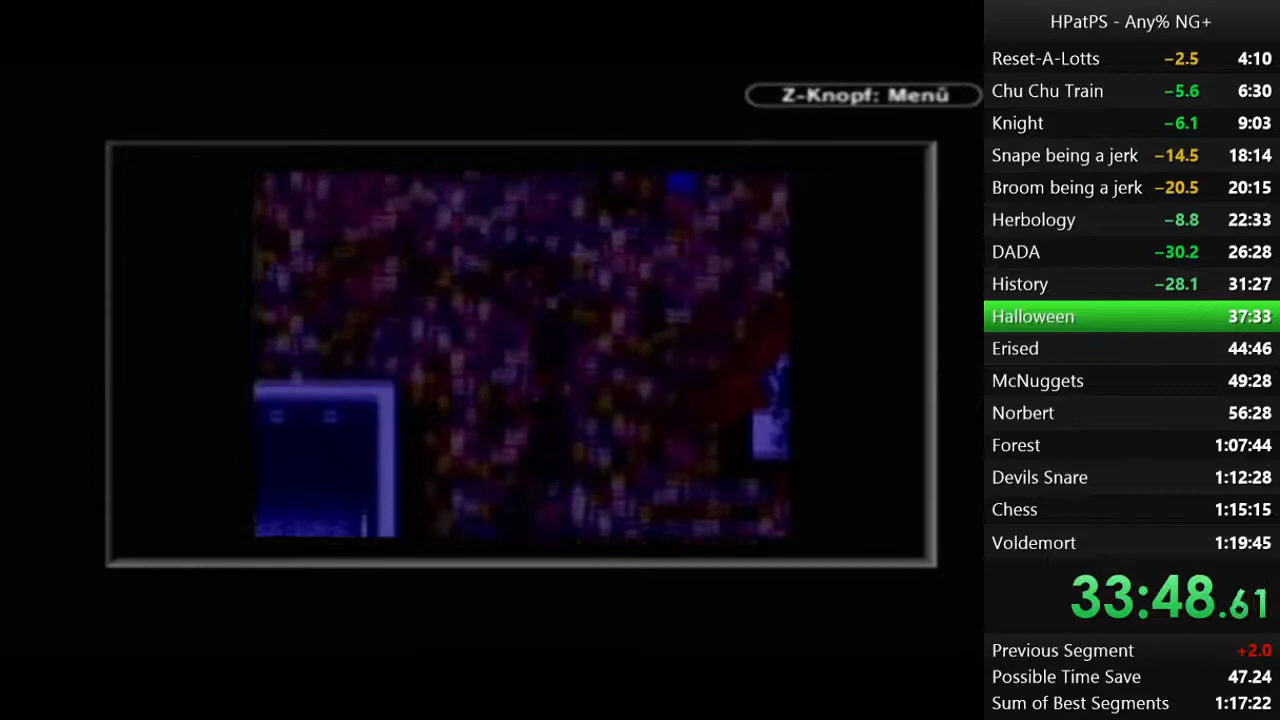 Z-Knopf: Menü
HPatPS - Any% NG+
Reset-A-Lotts −2.5 4:10
Chu Chu Train −5.6 6:30
Knight −6.1 9:03
Snape being a jerk −14.5 18:14
Broom being a jerk −20.5 20:15
Herbology −8.8 22:33
DADA −30.2 26:28
History −28.1 31:27
Halloween 37:33
Erised 44:46
McNuggets 49:28
Norbert 56:28
Forest 1:07:44
Devils Snare 1:12:28
Chess 1:15:15
Voldemort 1:19:45
33:48.61
Previous Segment +2.0
Possible Time Save 47.24
Sum of Best Segments 1:17:22